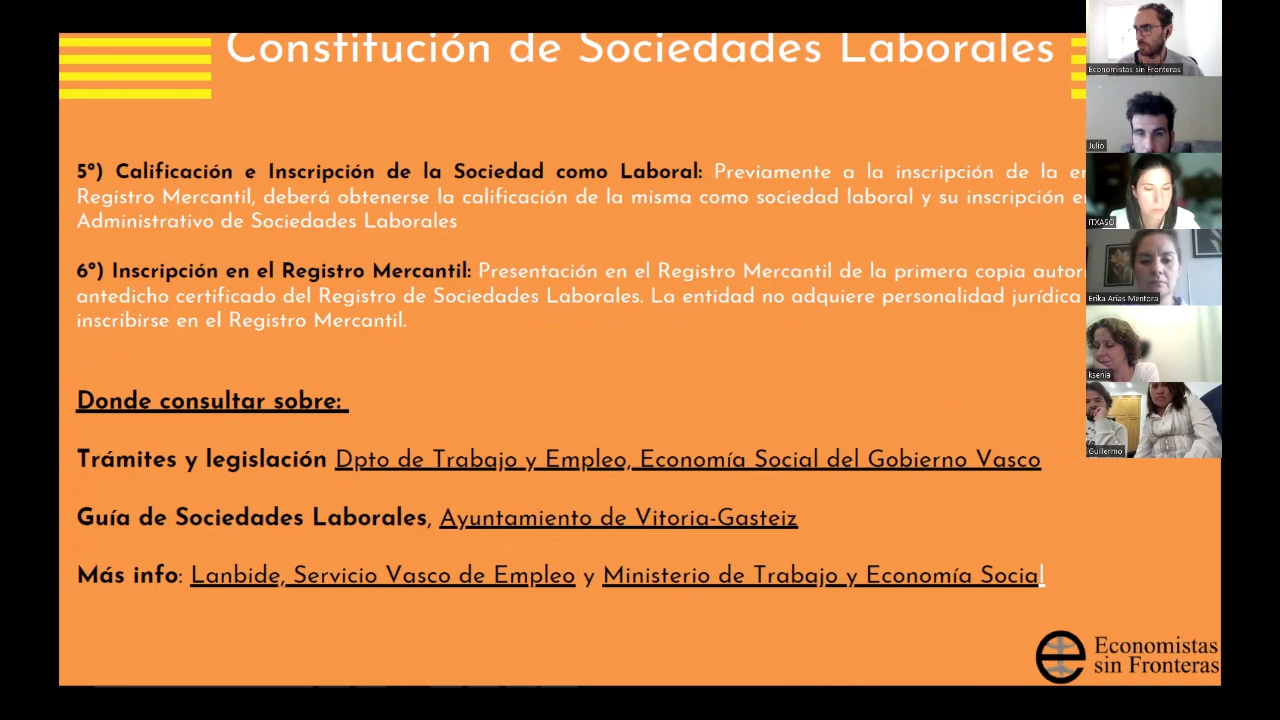 Constitución de Sociedades Laborales
5º) Calificación e Inscripción de la Sociedad como Laboral: Previamente a la inscripción de la
Registro Mercantil, deberá obtenerse la calificación de la misma como sociedad laboral y su inscripción
Administrativo de Sociedades Laborales
6º) Inscripción en el Registro Mercantil: Presentación en el Registro Mercantil de la primera copia
antedicho certificado del Registro de Sociedades Laborales. La entidad no adquiere personalidad jurídica
inscribirse en el Registro Mercantil.
Donde consultar sobre:
Trámites y legislación Dpto de Trabajo y Empleo, Economía Social del Gobierno Vasco
Guía de Sociedades Laborales, Ayuntamiento de Vitoria-Gasteiz
Más info: Lanbide, Servicio Vasco de Empleo y Ministerio de Trabajo y Economía Social
Economistas
sin Fronteras
Economistas sin Fronteras
Julio
ITXASO
Erika Arias Mentora
ksenia
Guillermo